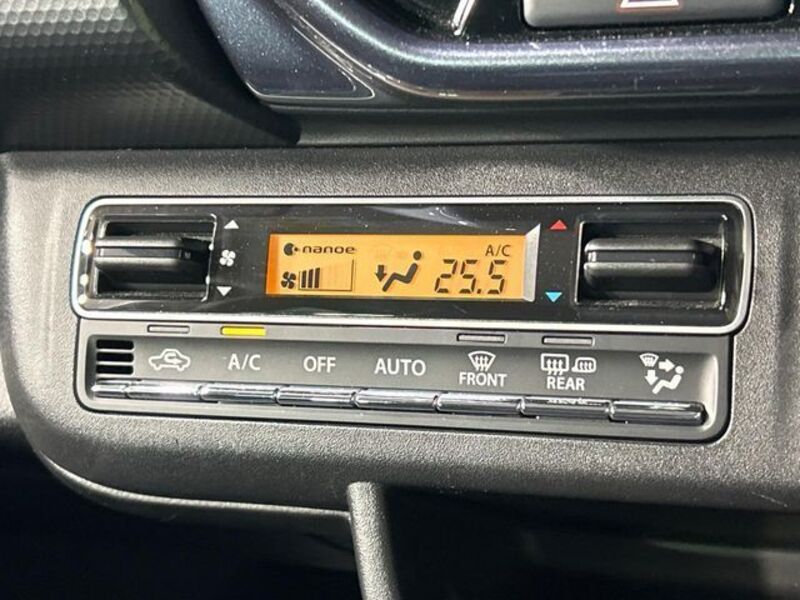 nanoe
A/C
25.5
A/C
OFF
AUTO
FRONT
REAR